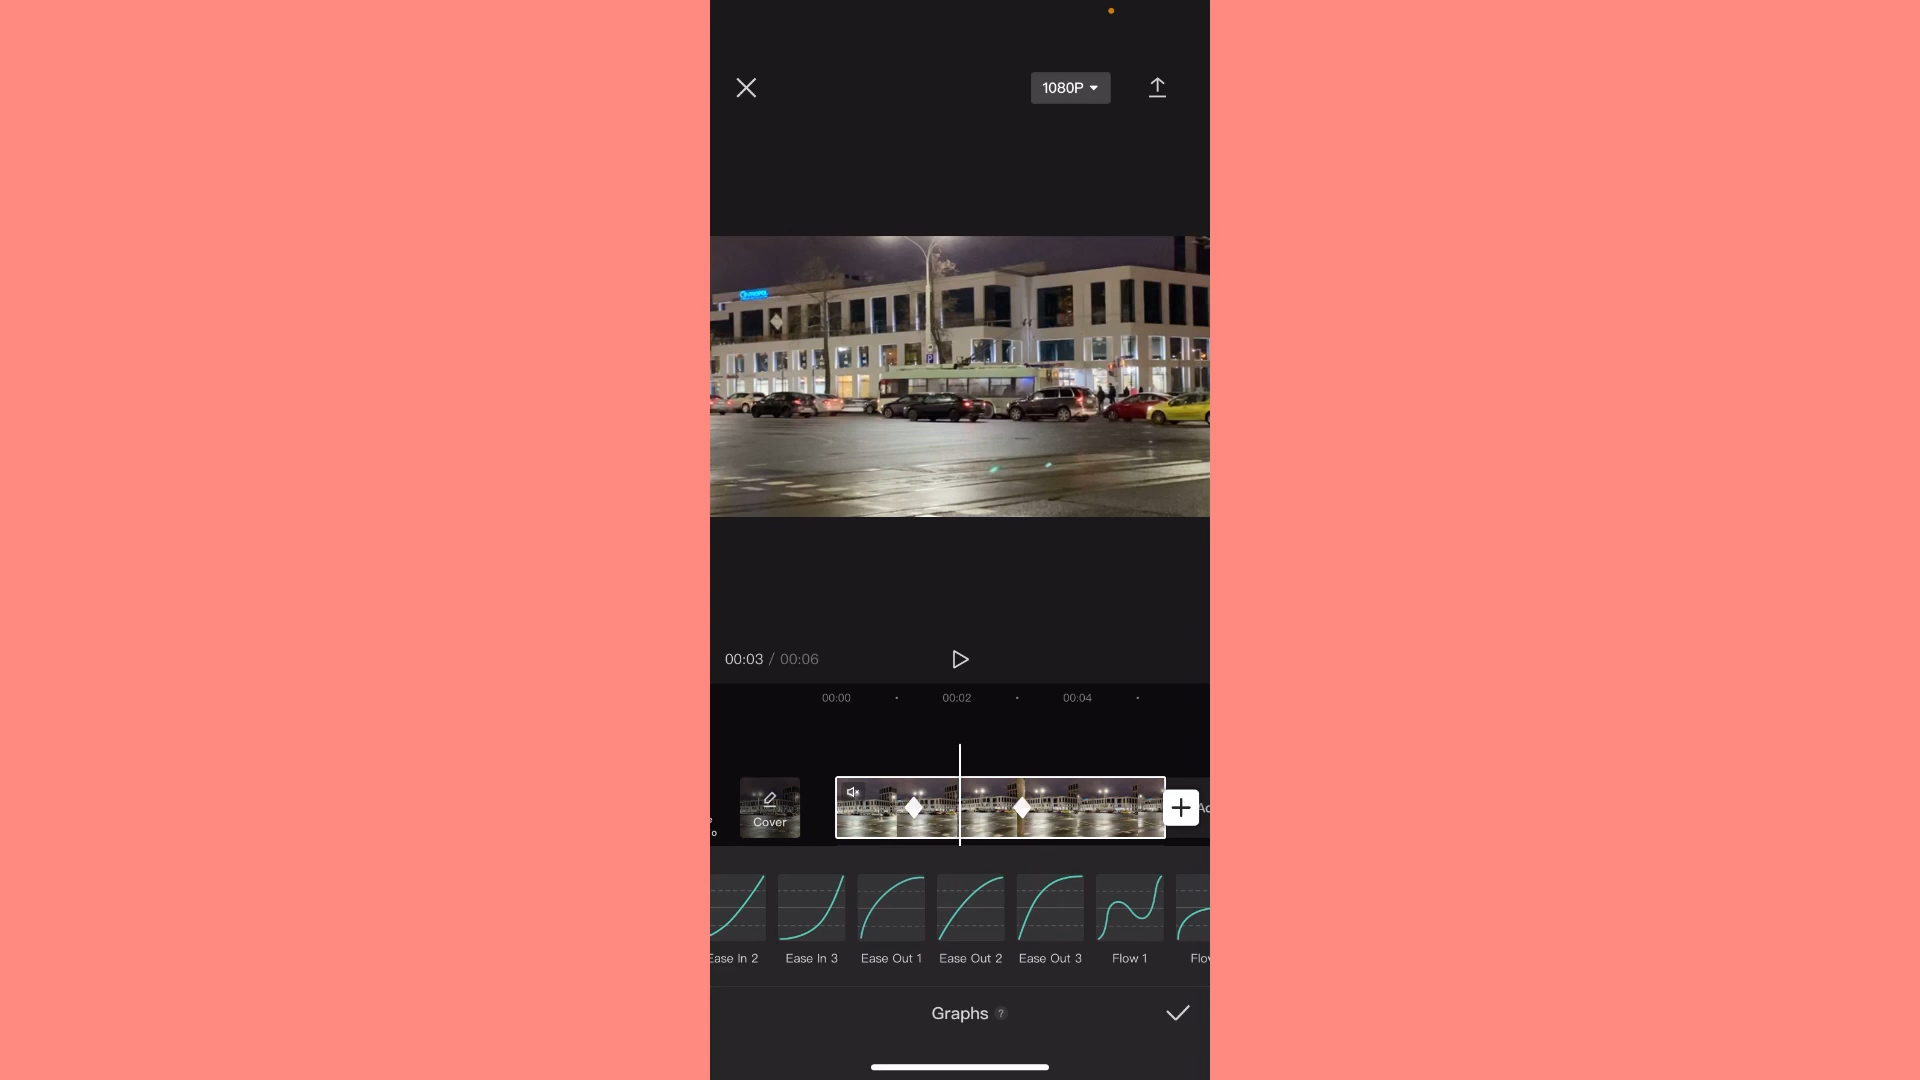 1080P
00:03 / 00:06
00:00
00:02
00:04
Cover
Ease In 2
Ease In 3
Ease Out 1
Ease Out 2
Ease Out 3
Flow 1
Flo
Graphs ?